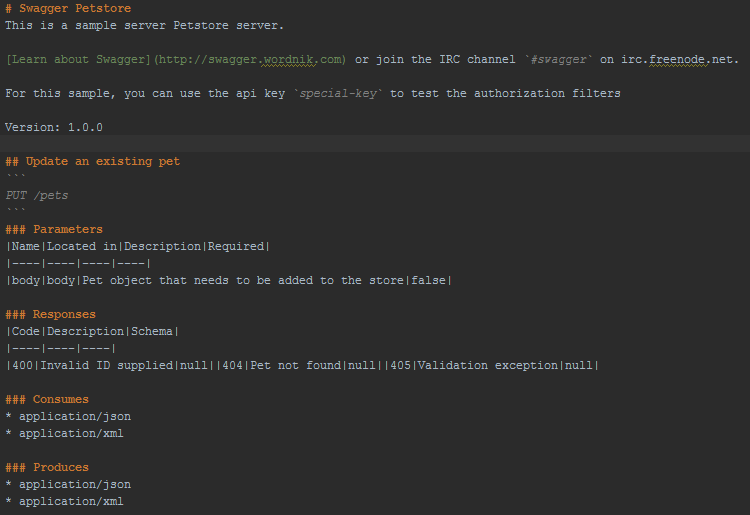 # Swagger Petstore
This is a sample server Petstore server.
[Learn about Swagger](http://swagger.wordnik.com) or join the IRC channel `#swagger` on irc.freenode.net.
For this sample, you can use the api key `special-key` to test the authorization filters
Version: 1.0.0
## Update an existing pet
```
PUT /pets
```
### Parameters
|Name|Located in|Description|Required|
|----|----|----|----|
|body|body|Pet object that needs to be added to the store|false|
### Responses
|Code|Description|Schema|
|----|----|----|
|400|Invalid ID supplied|null||404|Pet not found|null||405|Validation exception|null|
### Consumes
* application/json
* application/xml
### Produces
* application/json
* application/xml